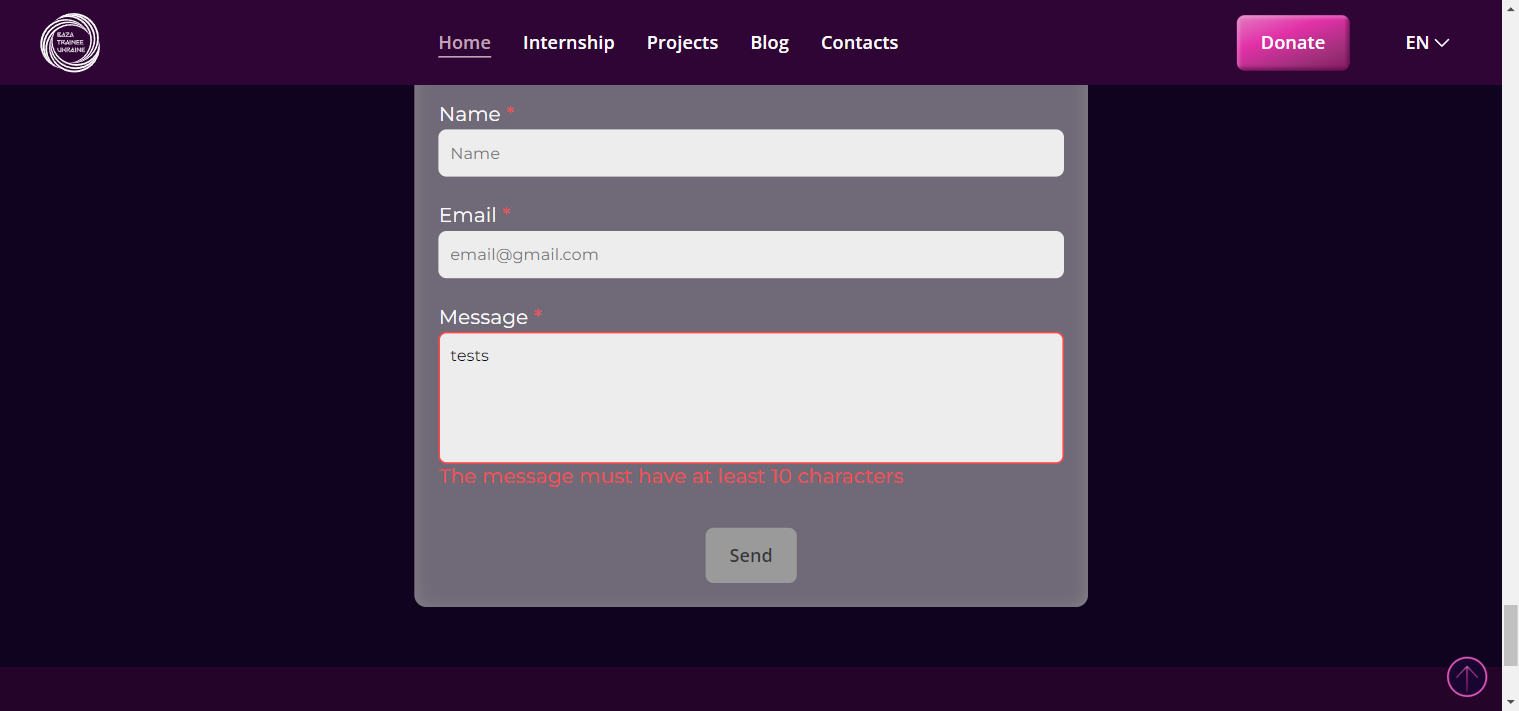 BAZA
TRAINEE
UKRAINE
Home Internship Projects Blog Contacts Donate EN
Name *
Name
Email *
email@gmail.com
Message *
tests
The message must have at least 10 characters
Send